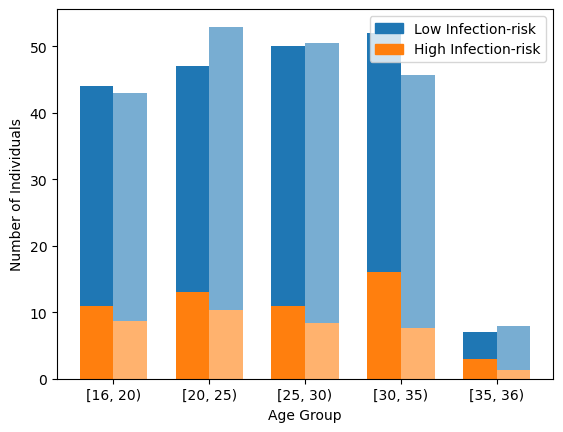 Low Infection-risk
High Infection-risk
50
40
30
20
10
0
Number of Individuals
[16, 20)
[20, 25)
[25, 30)
[30, 35)
[35, 36)
Age Group